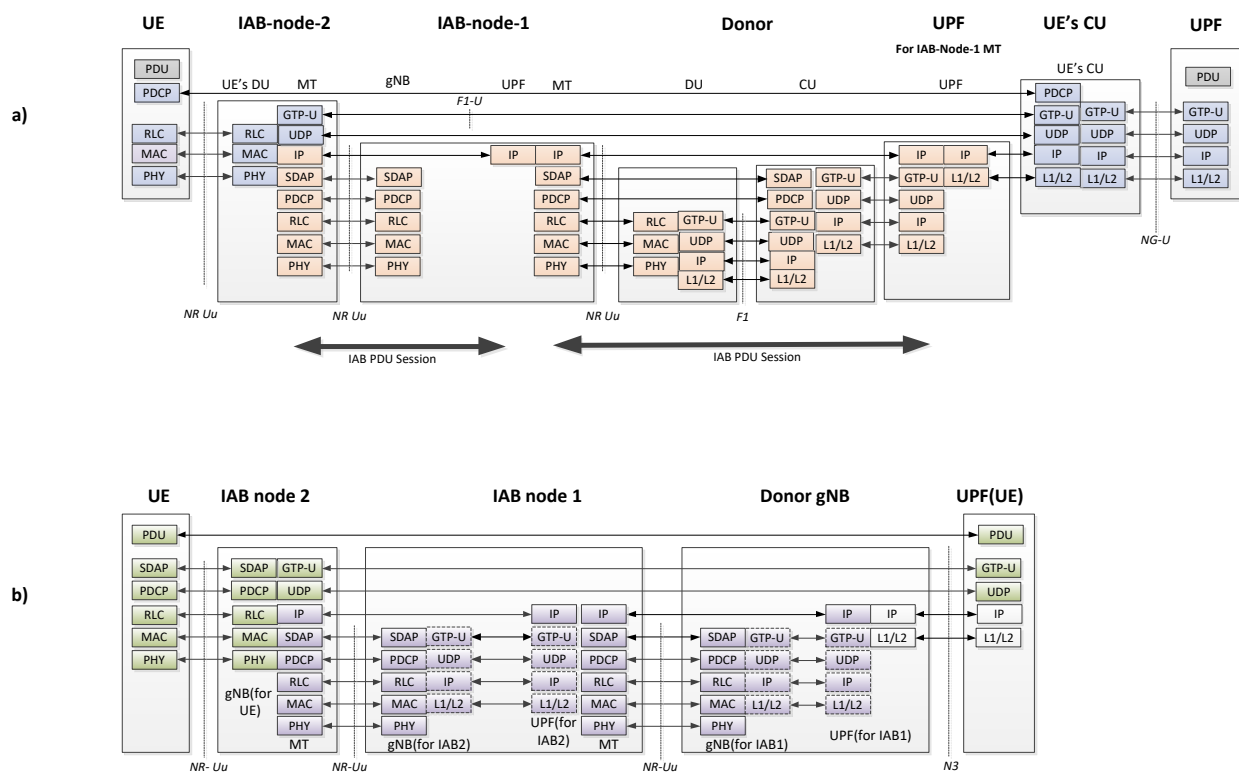 UE IAB-node-2 IAB-node-1 Donor UPF UE's CU UPF
For IAB-Node-1 MT
a)
PDU UE's CU PDU
UE's DU MT gNB UPF MT DU CU UPF
PDCP PDCP
F1-U
GTP-U GTP-U GTP-U GTP-U
RLC RLC UDP UDP UDP UDP
MAC MAC IP IP IP IP IP IP IP IP
PHY PHY SDAP SDAP SDAP SDAP GTP-U GTP-U L1/L2 L1/L2 L1/L2 L1/L2
PDCP PDCP PDCP PDCP UDP UDP
RLC RLC RLC RLC GTP-U GTP-U IP IP
MAC MAC MAC MAC UDP UDP L1/L2 L1/L2
NG-U
PHY PHY PHY PHY IP IP
L1/L2 L1/L2
NR Uu NR Uu NR Uu F1
IAB PDU Session IAB PDU Session
UE IAB node 2 IAB node 1 Donor gNB UPF(UE)
PDU PDU
SDAP SDAP GTP-U GTP-U
b)
PDCP PDCP UDP UDP
RLC RLC IP IP IP IP IP IP
MAC MAC SDAP SDAP GTP-U GTP-U SDAP SDAP GTP-U GTP-U L1/L2 L1/L2
PHY PHY PDCP PDCP UDP UDP PDCP PDCP UDP UDP
RLC RLC IP IP RLC RLC IP IP
gNB(for
UE)
MAC MAC L1/L2 L1/L2 MAC MAC L1/L2 L1/L2
PHY PHY UPF(for
IAB2) PHY PHY UPF(for IAB1)
MT gNB(for IAB2) MT gNB(for IAB1)
NR- Uu NR-Uu NR-Uu N3